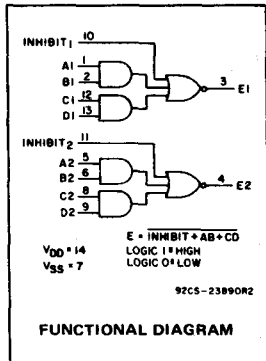 INHIBIT1 10
A1 1
B1 2
C1 12
D1 13
3 E1
INHIBIT2 11
A2 5
B2 6
C2 8
D2 9
4 E2
E = INHIBIT + AB + CD
VDD = 14 LOGIC 1 = HIGH
VSS = 7 LOGIC 0 = LOW
92CS-23890R2
FUNCTIONAL DIAGRAM